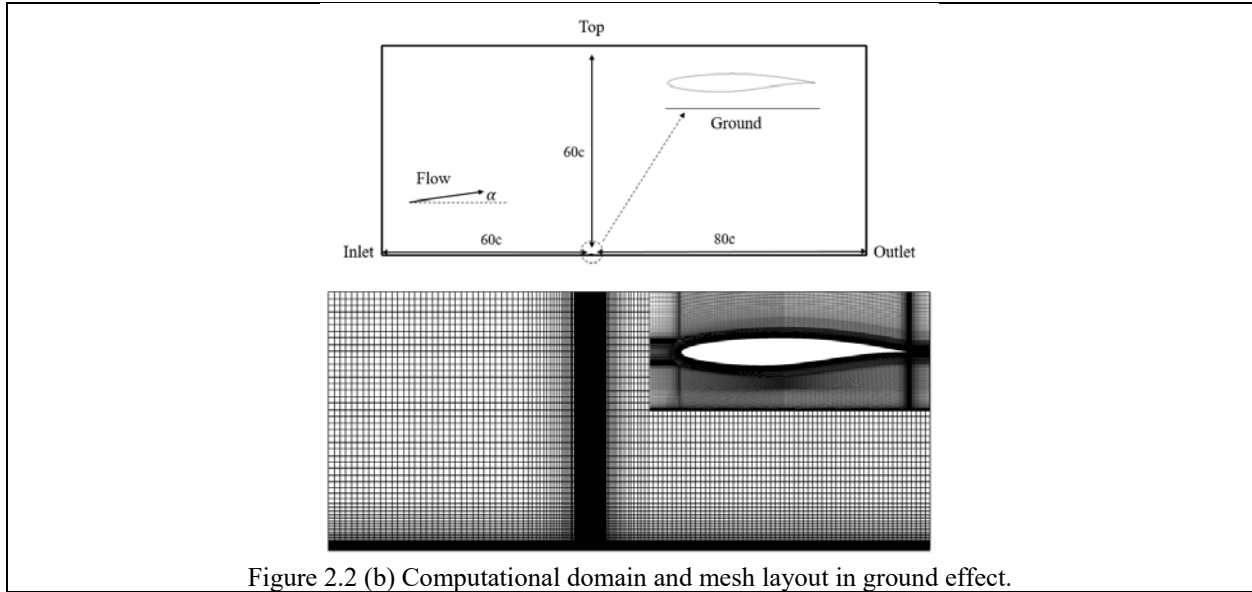 Top
Ground
60c
Flow
α
60c
80c
Inlet
Outlet
Figure 2.2 (b) Computational domain and mesh layout in ground effect.